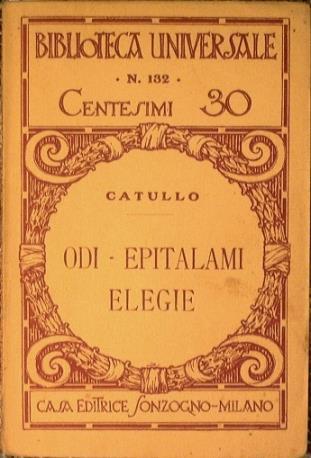 BIBLIOTECA UNIVERSALE
· N. 132 ·
CENTESIMI 30
CATULLO
ODI - EPITALAMI
ELEGIE
CASA EDITRICE SONZOGNO-MILANO